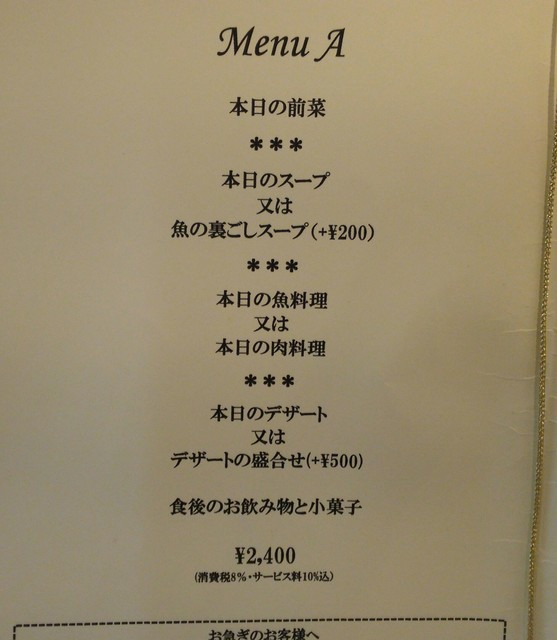 Menu A
本日の前菜
***
本日のスープ
又は
魚の裏ごしスープ(+¥200)
***
本日の魚料理
又は
本日の肉料理
***
本日のデザート
又は
デザートの盛合せ(+¥500)
食後のお飲み物と小菓子
¥2,400
(消費税8%・サービス料10%込)
お急ぎのお客様へ